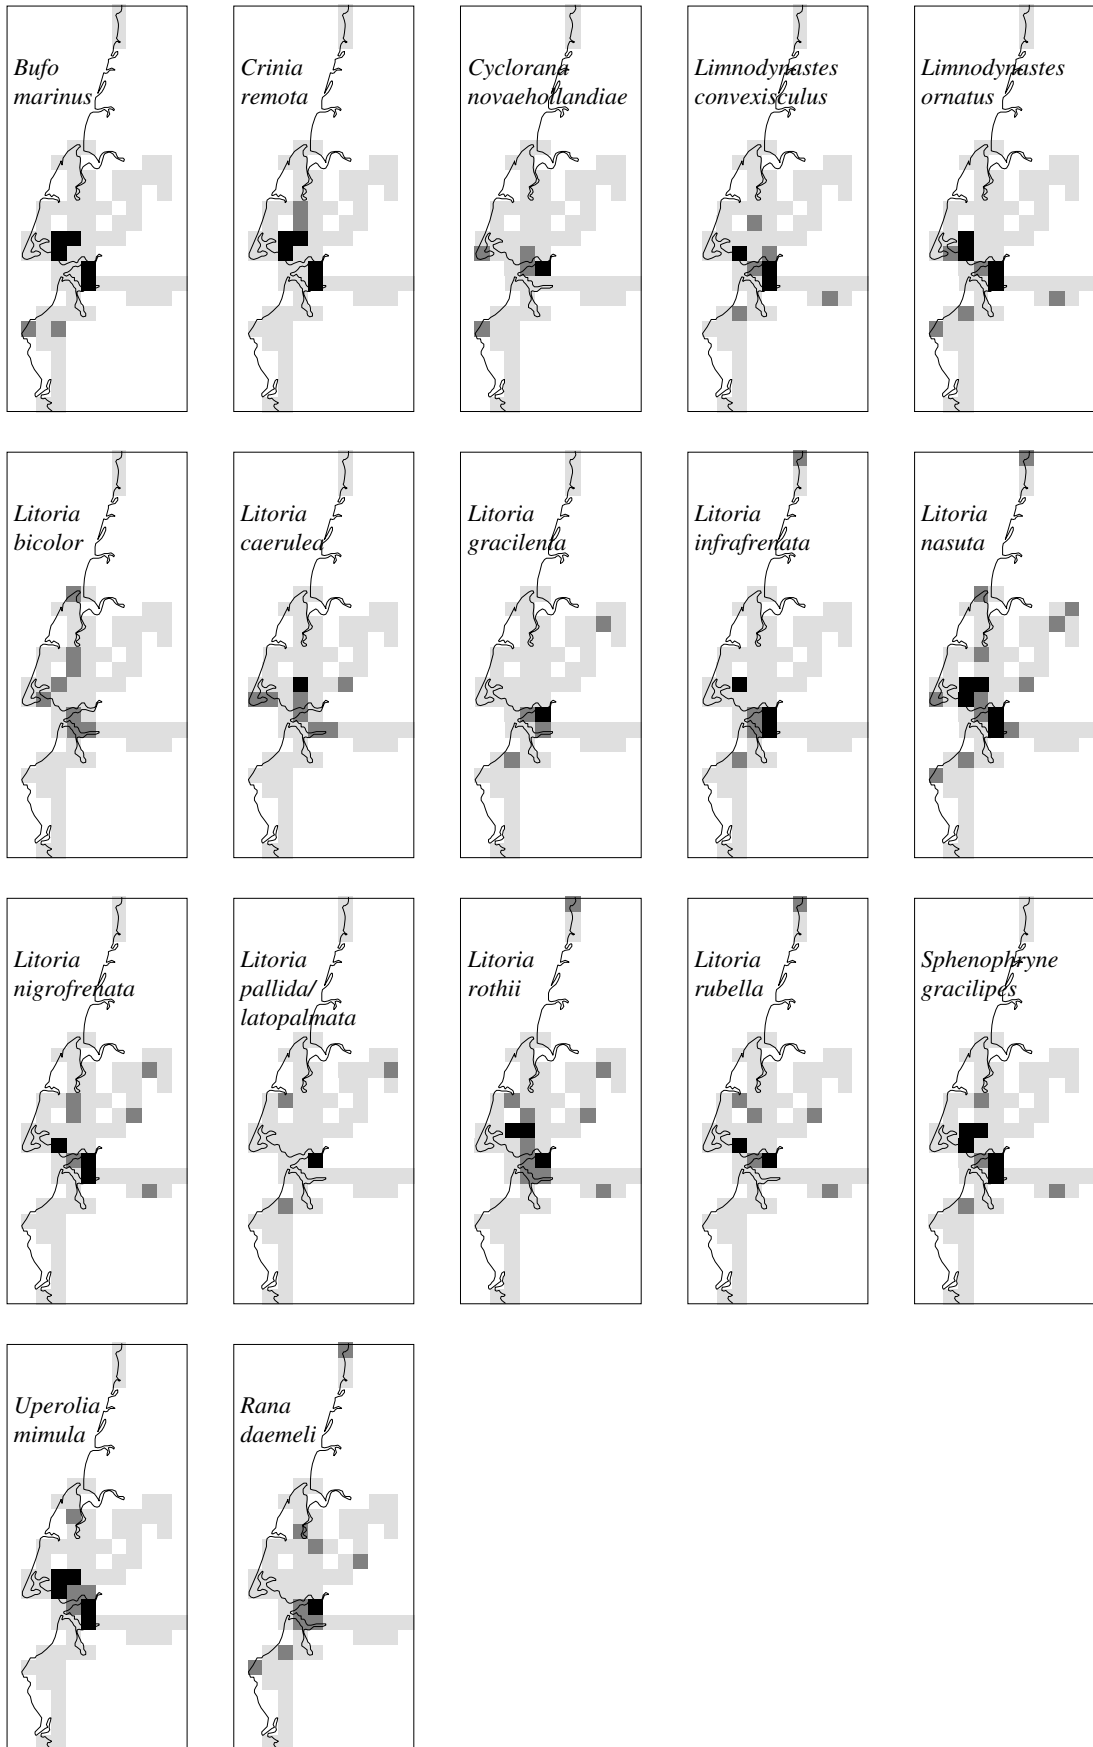 Bufo
marinus
Crinia
remota
Cyclorana
novaehollandiae
Limnodynastes
convexisculus
Limnodynastes
ornatus
Litoria
bicolor
Litoria
caerulea
Litoria
gracilenta
Litoria
infrafrenata
Litoria
nasuta
Litoria
nigrofrenata
Litoria
pallida/
latopalmata
Litoria
rothii
Litoria
rubella
Sphenophryne
gracilipes
Uperolia
mimula
Rana
daemeli